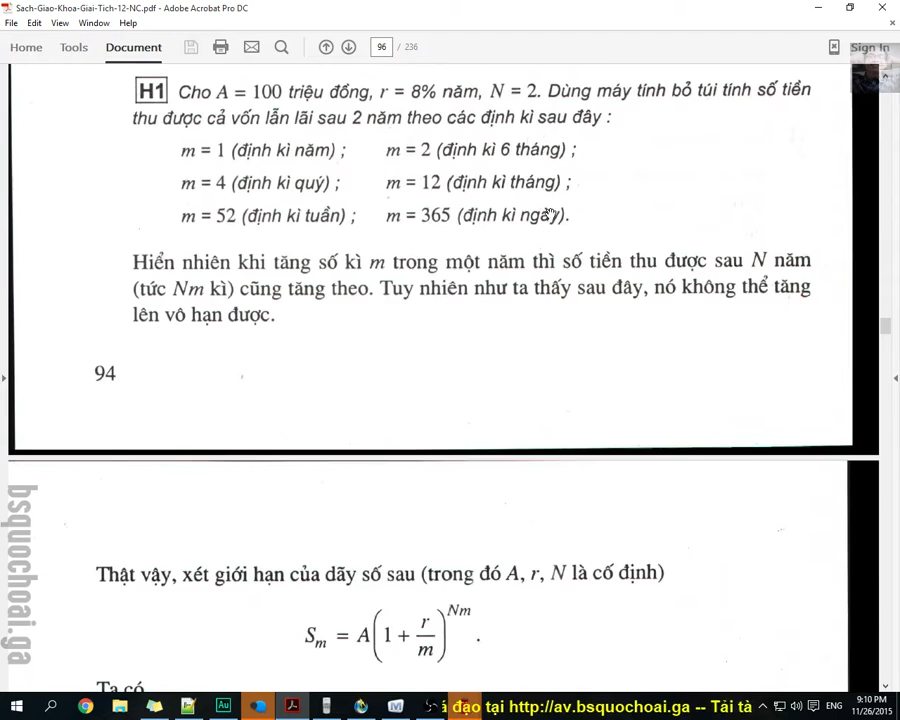 Sach-Giao-Khoa-Giai-Tich-12-NC.pdf - Adobe Acrobat Pro DC
File Edit View Window Help
Home Tools Document 96 / 236 Sign In
H1 Cho A = 100 triệu đồng, r = 8% năm, N = 2. Dùng máy tính bỏ túi tính số tiền
thu được cả vốn lẫn lãi sau 2 năm theo các định kì sau đây :
m = 1 (định kì năm) ; m = 2 (định kì 6 tháng) ;
m = 4 (định kì quý) ; m = 12 (định kì tháng) ;
m = 52 (định kì tuần) ; m = 365 (định kì ngày).
Hiển nhiên khi tăng số kì m trong một năm thì số tiền thu được sau N năm
(tức Nm kì) cũng tăng theo. Tuy nhiên như ta thấy sau đây, nó không thể tăng
lên vô hạn được.
94
bsquochoai.ga
Thật vậy, xét giới hạn của dãy số sau (trong đó A, r, N là cố định)
S_m = A(1 + r/m)^Nm .
Ta có
đạo tại http://av.bsquochoai.ga -- Tải tà
ENG
9:10 PM
11/26/2015